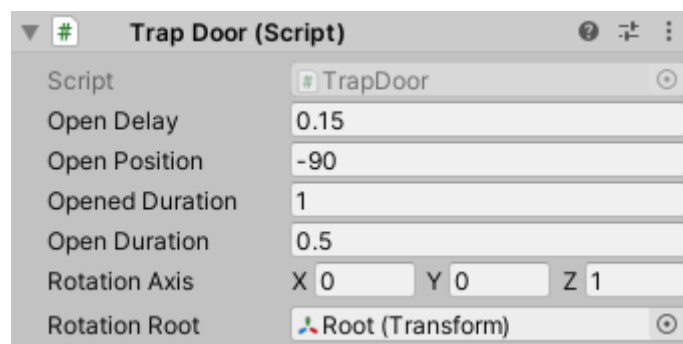 # Trap Door (Script)
Script # TrapDoor
Open Delay 0.15
Open Position -90
Opened Duration 1
Open Duration 0.5
Rotation Axis X 0 Y 0 Z 1
Rotation Root Root (Transform)